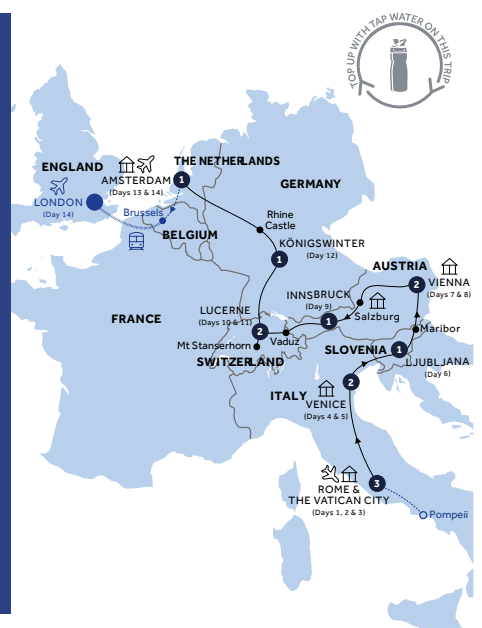 TOP UP WITH TAP WATER ON THIS TRIP
ENGLAND
LONDON
(Day 14)
AMSTERDAM
(Days 13 & 14)
1
THE NETHERLANDS
Brussels
BELGIUM
GERMANY
Rhine
Castle
KÖNIGSWINTER
(Day 12)
1
AUSTRIA
VIENNA
(Days 7 & 8)
2
INNSBRUCK
(Day 9)
1
Salzburg
LUCERNE
(Days 10 & 11)
2
FRANCE
Mt Stanserhorn
Vaduz
SWITZERLAND
Maribor
SLOVENIA
1
LJUBLJANA
(Day 6)
ITALY
2
VENICE
(Days 4 & 5)
3
ROME &
THE VATICAN CITY
(Days 1, 2 & 3)
Pompeii